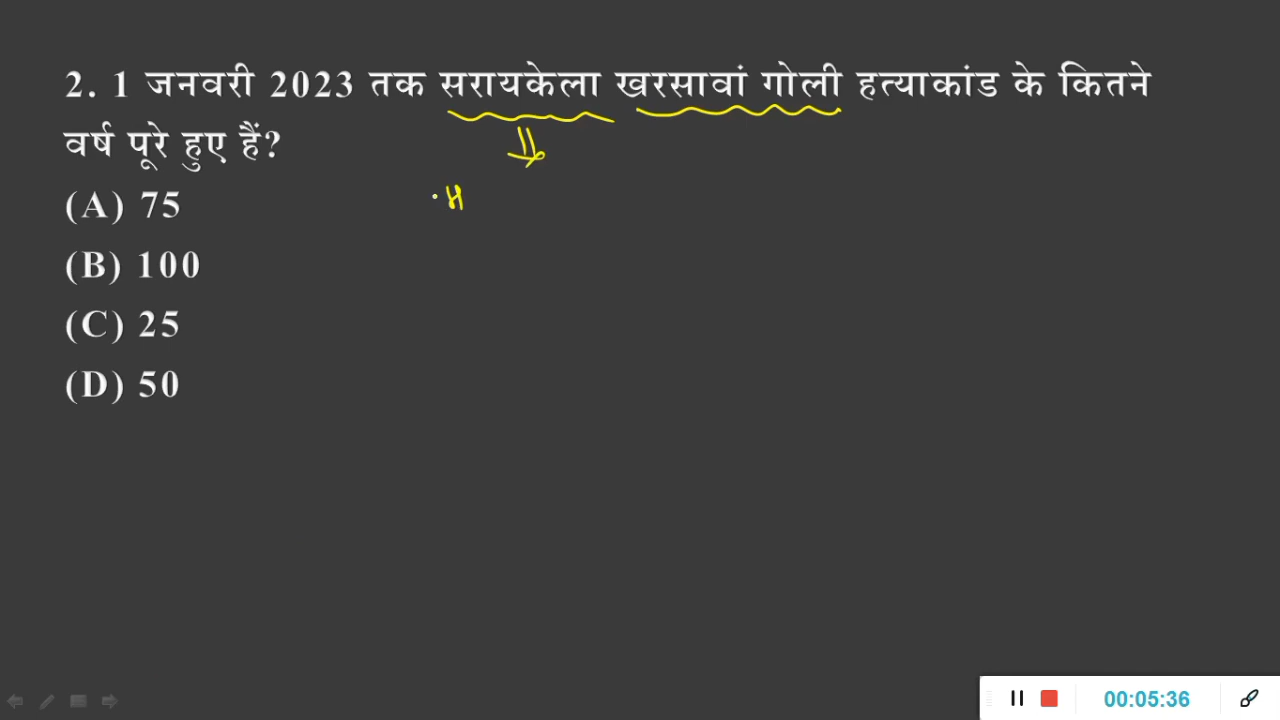 2. 1 जनवरी 2023 तक सरायकेला खरसावां गोली हत्याकांड के कितने
वर्ष पूरे हुए हैं?
(A) 75
(B) 100
(C) 25
(D) 50
00:05:36